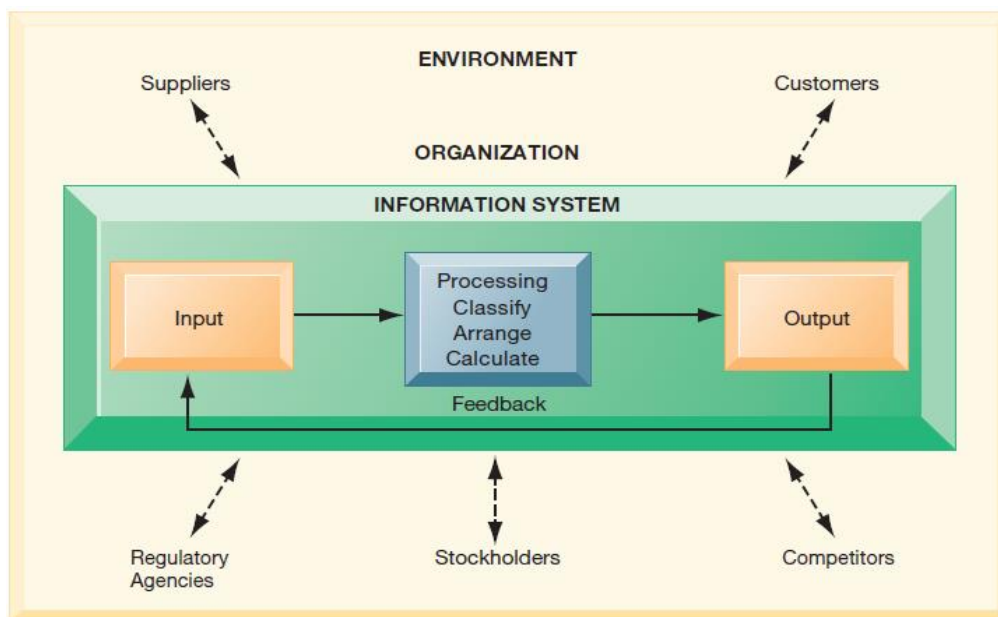 ENVIRONMENT
Suppliers
Customers
ORGANIZATION
INFORMATION SYSTEM
Input
Processing
Classify
Arrange
Calculate
Output
Feedback
Regulatory
Agencies
Stockholders
Competitors